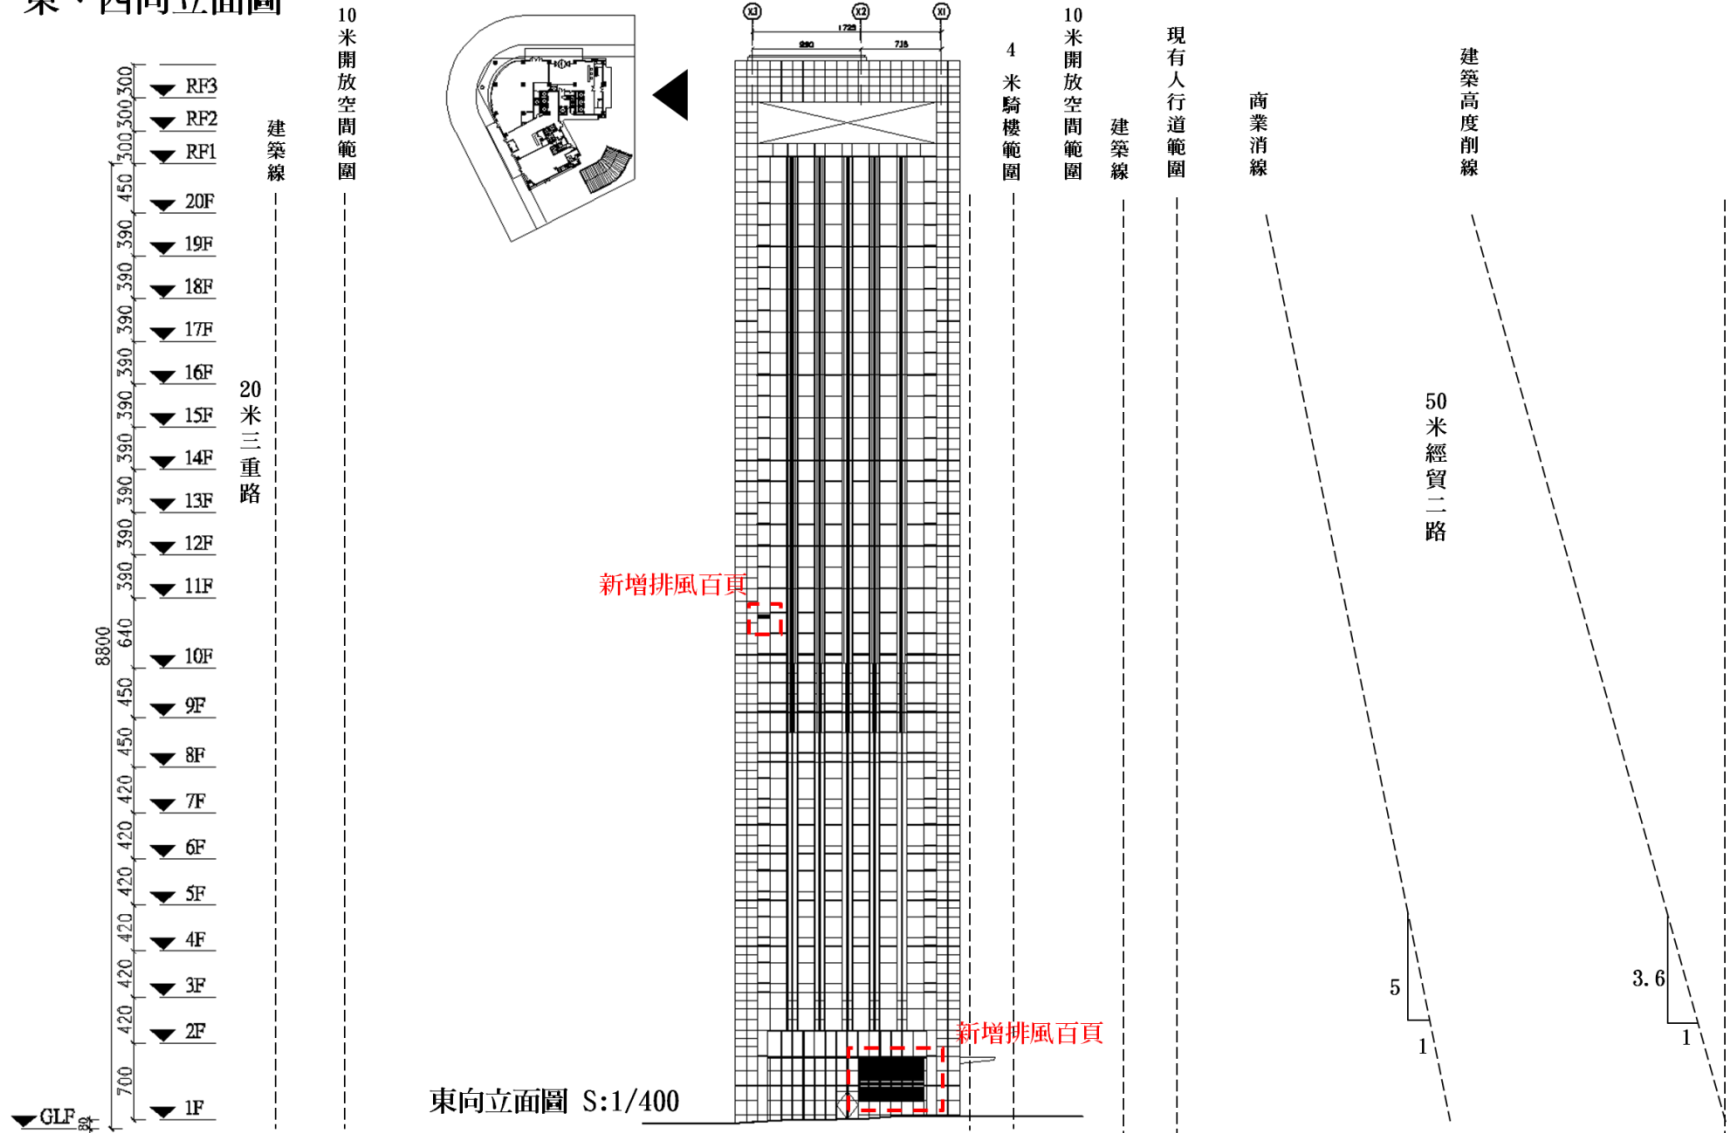 東、西向立面圖
10米開放空間範圍
建築線
20米三重路
X3
X2
X1
1725
990
735
4米騎樓範圍
10米開放空間範圍
建築線
現有人行道範圍
商業消線
建築高度削線
50米經貿二路
300
RF3
300
RF2
300
RF1
450
20F
390
19F
390
18F
390
17F
390
16F
390
15F
390
14F
390
13F
390
12F
390
11F
640
10F
450
9F
450
8F
420
7F
420
6F
420
5F
420
4F
420
3F
420
2F
700
1F
8800
GLF
80
新增排風百頁
新增排風百頁
東向立面圖 S:1/400
5
1
3.6
1